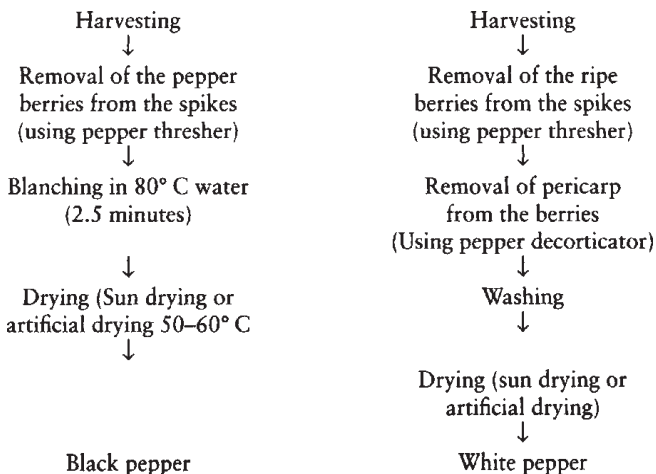 Harvesting
↓
Removal of the pepper
berries from the spikes
(using pepper thresher)
↓
Blanching in 80° C water
(2.5 minutes)
↓
Drying (Sun drying or
artificial drying 50–60° C
↓
Black pepper
Harvesting
↓
Removal of the ripe
berries from the spikes
(using pepper thresher)
↓
Removal of pericarp
from the berries
(Using pepper decorticator)
↓
Washing
↓
Drying (sun drying or
artificial drying)
↓
White pepper